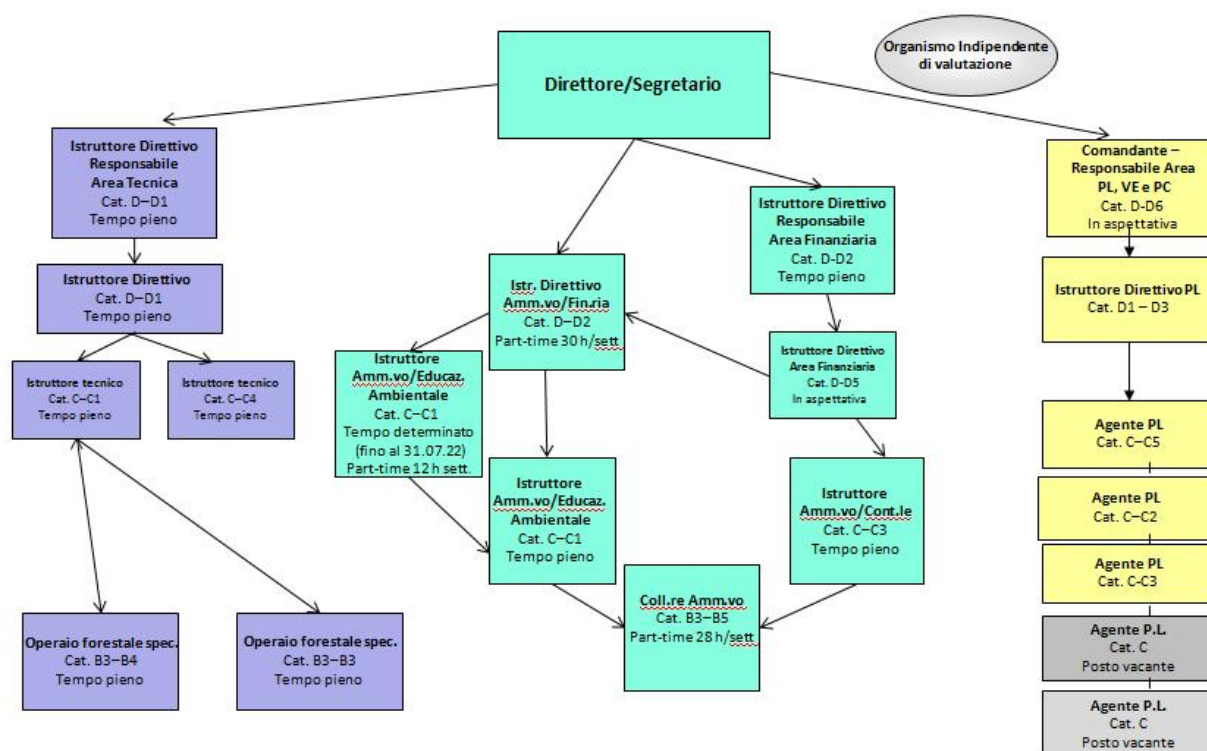 Organismo Indipendente
di valutazione
Direttore/Segretario
Istruttore Direttivo
Responsabile
Area Tecnica
Cat. D–D1
Tempo pieno
Comandante –
Responsabile Area
PL, VE e PC
Cat. D-D6
In aspettativa
Istruttore Direttivo
Responsabile
Area Finanziaria
Cat. D-D2
Tempo pieno
Istruttore Direttivo
Cat. D–D1
Tempo pieno
Istr. Direttivo
Amm.vo/Fin.ria
Cat. D–D2
Part-time 30 h/sett
Istruttore Direttivo PL
Cat. D1 – D3
Istruttore tecnico
Cat. C–C1
Tempo pieno
Istruttore tecnico
Cat. C–C4
Tempo pieno
Istruttore
Amm.vo/Educaz.
Ambientale
Cat. C–C1
Tempo determinato
(fino al 31.07.22)
Part-time 12 h sett.
Istruttore Direttivo
Area Finanziaria
Cat. D-D5
In aspettativa
Agente PL
Cat. C–C5
Istruttore
Amm.vo/Educaz.
Ambientale
Cat. C–C1
Tempo pieno
Istruttore
Amm.vo/Cont.le
Cat. C–C3
Tempo pieno
Agente PL
Cat. C–C2
Agente PL
Cat. C-C3
Coll.re Amm.vo
Cat. B3–B5
Part-time 28 h/sett
Operaio forestale spec.
Cat. B3–B4
Tempo pieno
Operaio forestale spec.
Cat. B3–B3
Tempo pieno
Agente P.L.
Cat. C
Posto vacante
Agente P.L.
Cat. C
Posto vacante